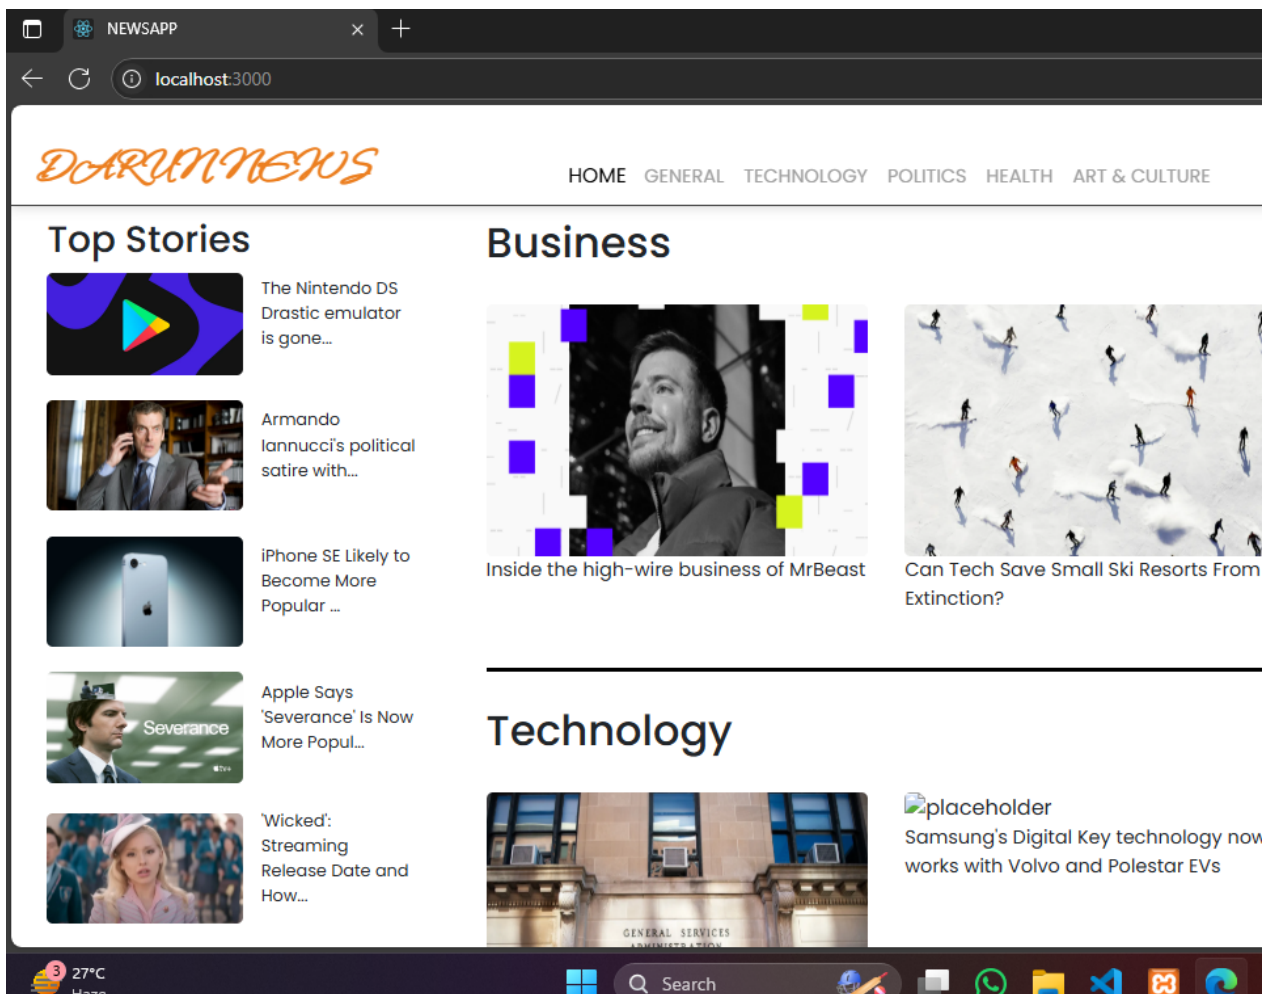 NEWSAPP
localhost:3000
DARUNNEWS
HOME GENERAL TECHNOLOGY POLITICS HEALTH ART & CULTURE
Top Stories
The Nintendo DS
Drastic emulator
is gone...
Armando
Iannucci's political
satire with...
iPhone SE Likely to
Become More
Popular ...
Severance
tv+
Apple Says
'Severance' Is Now
More Popul...
'Wicked':
Streaming
Release Date and
How...
Business
Inside the high-wire business of MrBeast
Can Tech Save Small Ski Resorts From
Extinction?
Technology
GENERAL SERVICES
ADMINISTRATION
placeholder
Samsung's Digital Key technology now
works with Volvo and Polestar EVs
3
27°C
Haze
Search